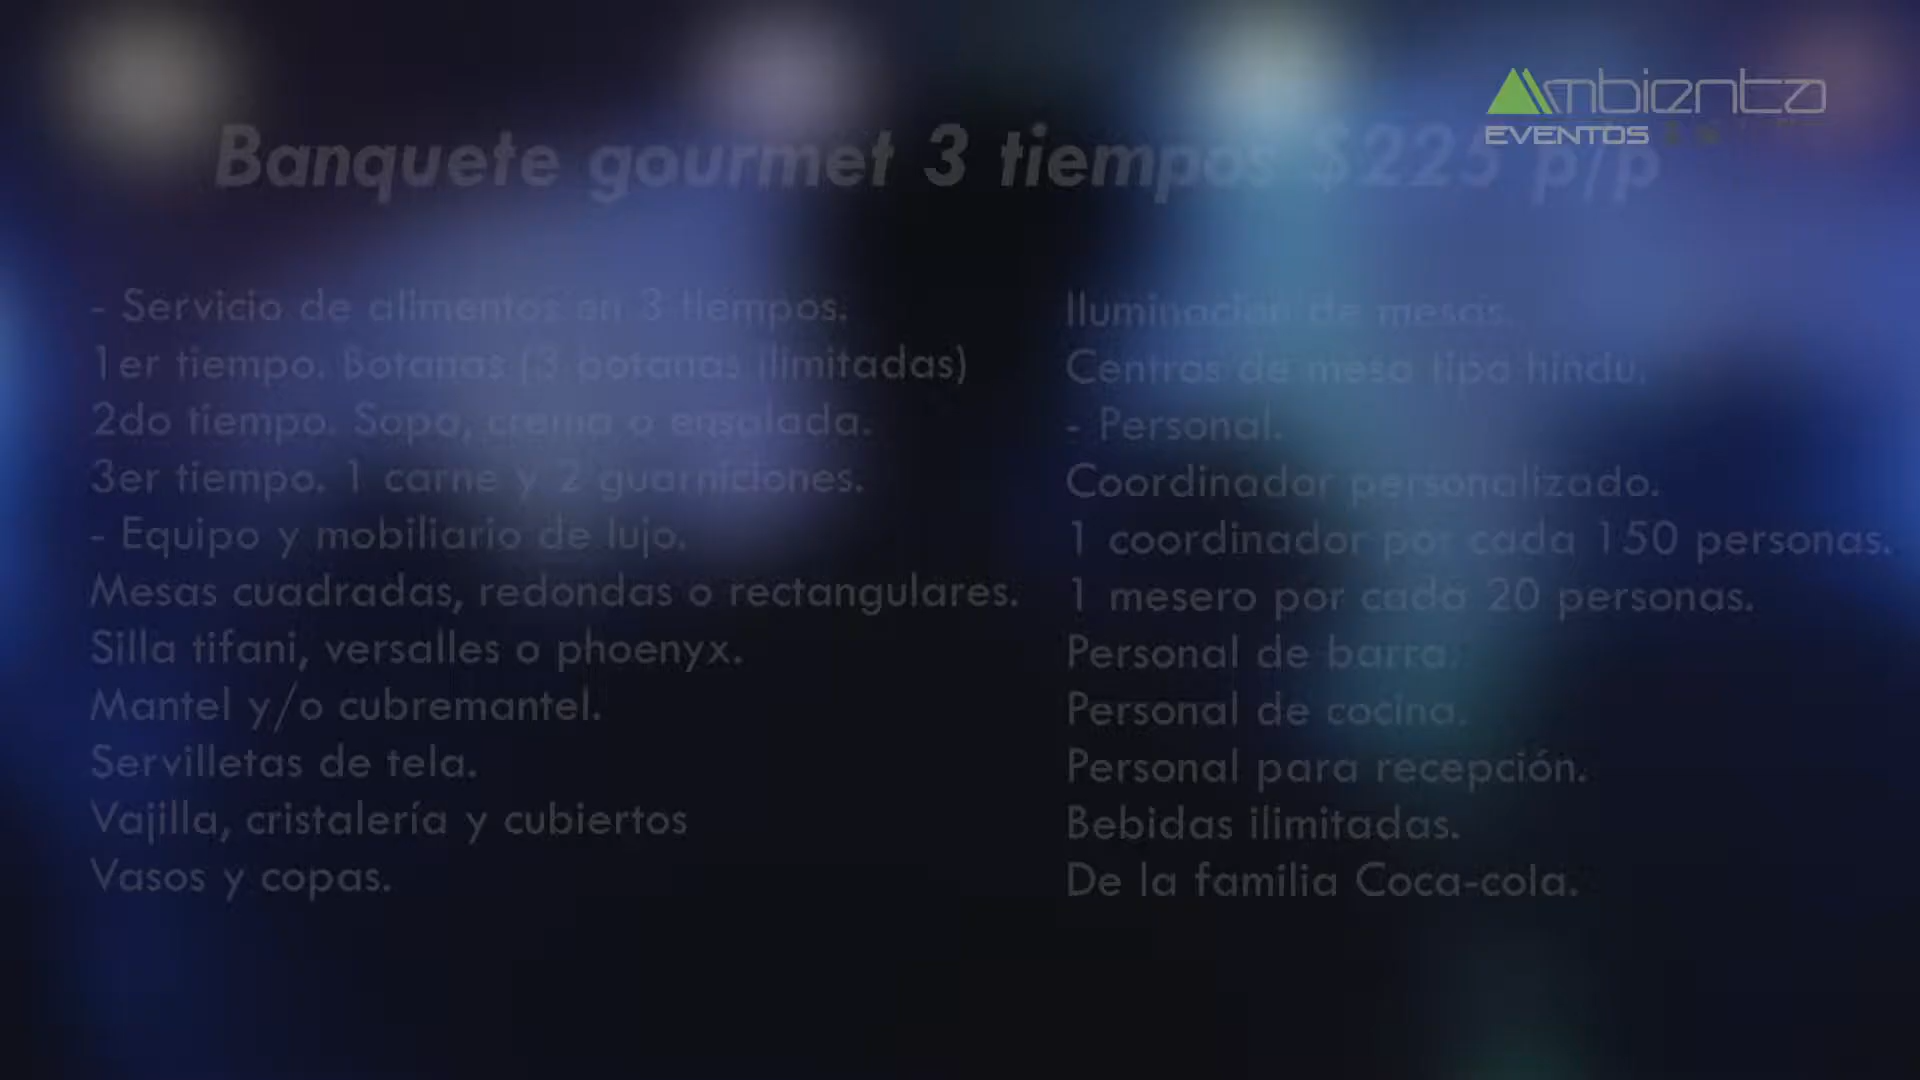 Ambienta
EVENTOS
Banquete gourmet 3 tiempos $225 p/p
- Servicio de alimentos en 3 tiempos.
1er tiempo. Botanas (3 botanas ilimitadas)
2do tiempo. Sopa, crema o ensalada.
3er tiempo. 1 carne y 2 guarniciones.
- Equipo y mobiliario de lujo.
Mesas cuadradas, redondas o rectangulares.
Silla tifani, versalles o phoenyx.
Mantel y/o cubremantel.
Servilletas de tela.
Vajilla, cristalería y cubiertos
Vasos y copas.
Iluminación de mesas.
Centros de mesa tipo hindu.
- Personal.
Coordinador personalizado.
1 coordinador por cada 150 personas.
1 mesero por cada 20 personas.
Personal de barra.
Personal de cocina.
Personal para recepción.
Bebidas ilimitadas.
De la familia Coca-cola.